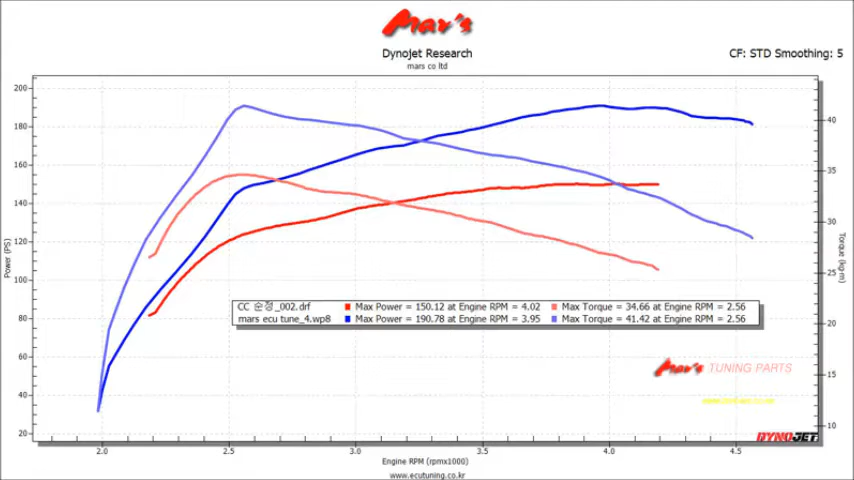 Mar's
Dynojet Research
mars co ltd
CF: STD Smoothing: 5
200
180
160
140
120
100
80
60
40
20
Power (PS)
40
35
30
25
20
15
10
Torque (kg-m)
CC 순정_002.drf Max Power = 150.12 at Engine RPM = 4.02 Max Torque = 34.66 at Engine RPM = 2.56
mars ecu tune_4.wp8 Max Power = 190.78 at Engine RPM = 3.95 Max Torque = 41.42 at Engine RPM = 2.56
Mar's TUNING PARTS
DYNOJET
2.0 2.5 3.0 3.5 4.0 4.5
Engine RPM (rpmx1000)
www.ecutuning.co.kr